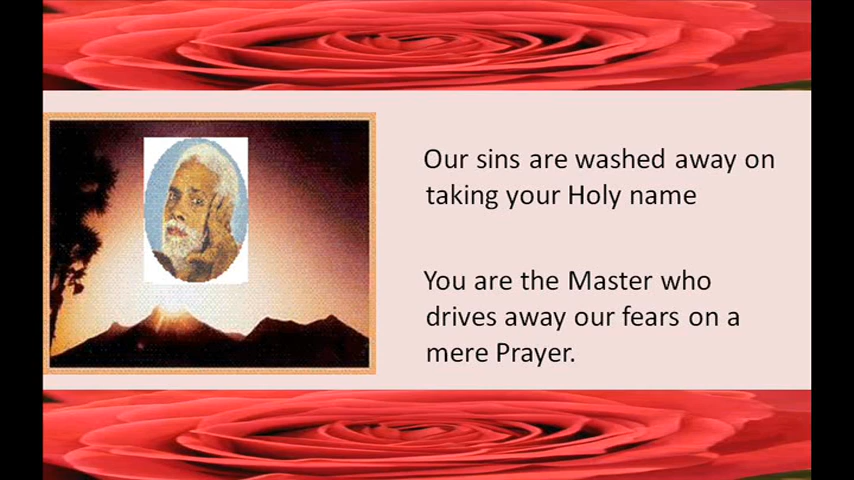 Our sins are washed away on
taking your Holy name
You are the Master who
drives away our fears on a
mere Prayer.